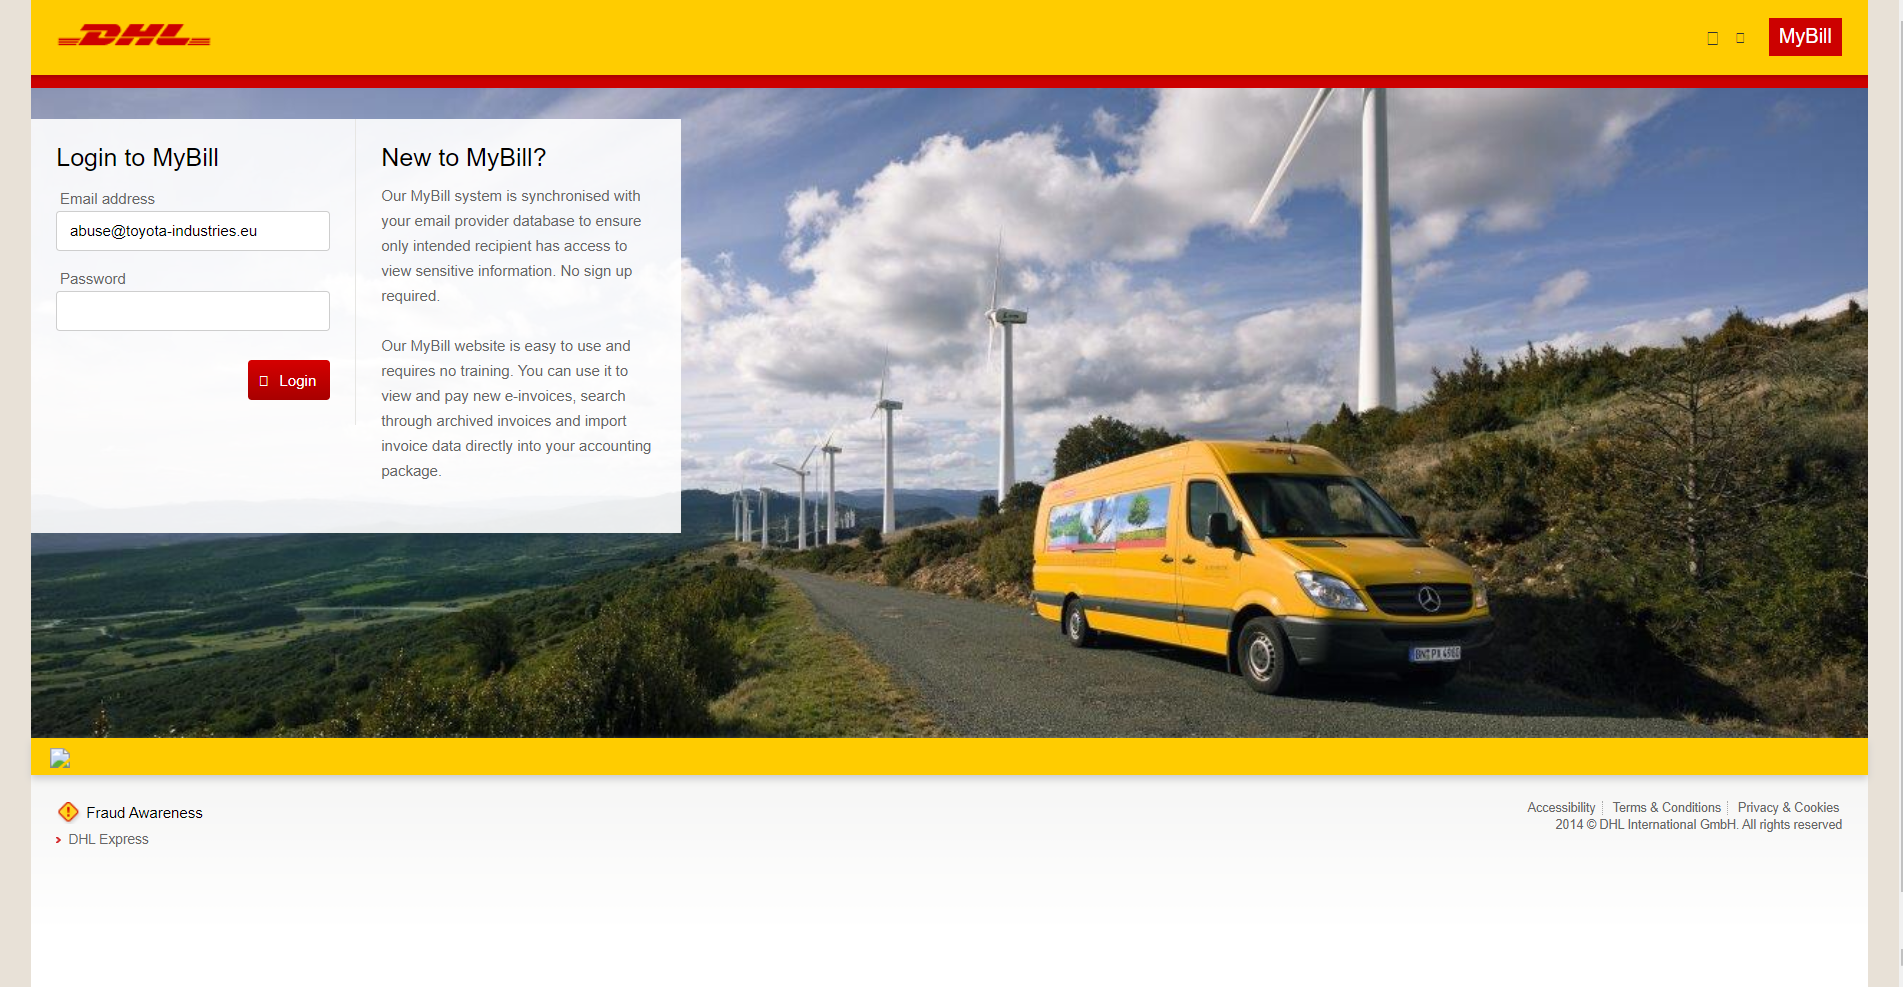 DHL
MyBill
Login to MyBill
Email address
abuse@toyota-industries.eu
Password
Login
New to MyBill?
Our MyBill system is synchronised with
your email provider database to ensure
only intended recipient has access to
view sensitive information. No sign up
required.
Our MyBill website is easy to use and
requires no training. You can use it to
view and pay new e-invoices, search
through archived invoices and import
invoice data directly into your accounting
package.
Fraud Awareness
DHL Express
Accessibility
Terms & Conditions
Privacy & Cookies
2014 © DHL International GmbH. All rights reserved